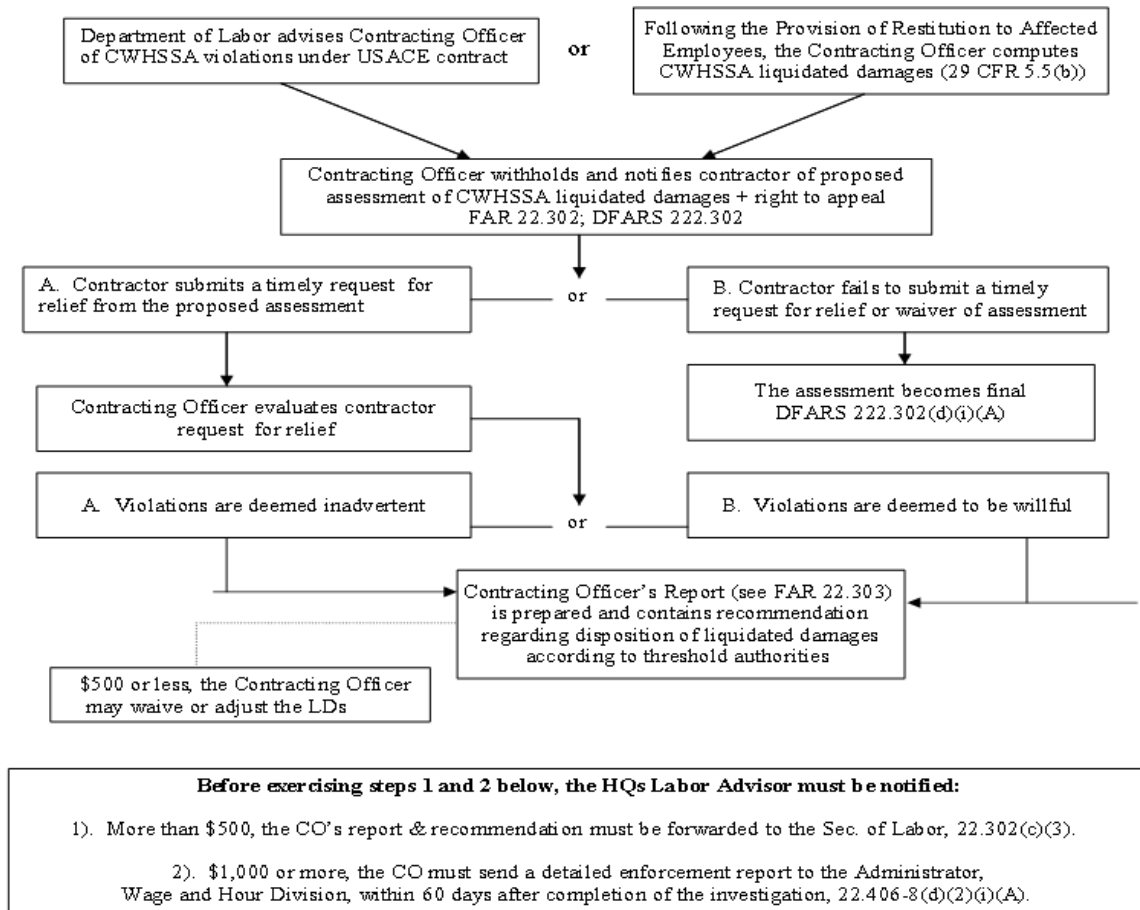 Department of Labor advises Contracting Officer
of CWHSSA violations under USACE contract
or
Following the Provision of Restitution to Affected
Employees, the Contracting Officer computes
CWHSSA liquidated damages (29 CFR 5.5(b))
Contracting Officer withholds and notifies contractor of proposed
assessment of CWHSSA liquidated damages + right to appeal
FAR 22.302; DFARS 222.302
A. Contractor submits a timely request for
relief from the proposed assessment
or
B. Contractor fails to submit a timely
request for relief or waiver of assessment
Contracting Officer evaluates contractor
request for relief
The assessment becomes final
DFARS 222.302(d)(i)(A)
A. Violations are deemed inadvertent
or
B. Violations are deemed to be willful
Contracting Officer's Report (see FAR 22.303)
is prepared and contains recommendation
regarding disposition of liquidated damages
according to threshold authorities
$500 or less, the Contracting Officer
may waive or adjust the LDs
Before exercising steps 1 and 2 below, the HQs Labor Advisor must be notified:
1). More than $500, the CO's report & recommendation must be forwarded to the Sec. of Labor, 22.302(c)(3).
2). $1,000 or more, the CO must send a detailed enforcement report to the Administrator,
Wage and Hour Division, within 60 days after completion of the investigation, 22.406-8(d)(2)(i)(A).